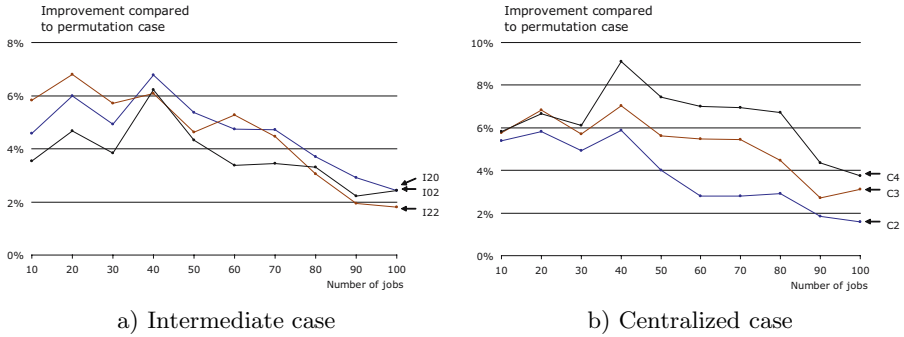 Improvement compared
to permutation case
8%
6%
4%
2%
0%
I20
I02
I22
10 20 30 40 50 60 70 80 90 100
Number of jobs
a) Intermediate case
Improvement compared
to permutation case
10%
8%
6%
4%
2%
0%
C4
C3
C2
10 20 30 40 50 60 70 80 90 100
Number of jobs
b) Centralized case